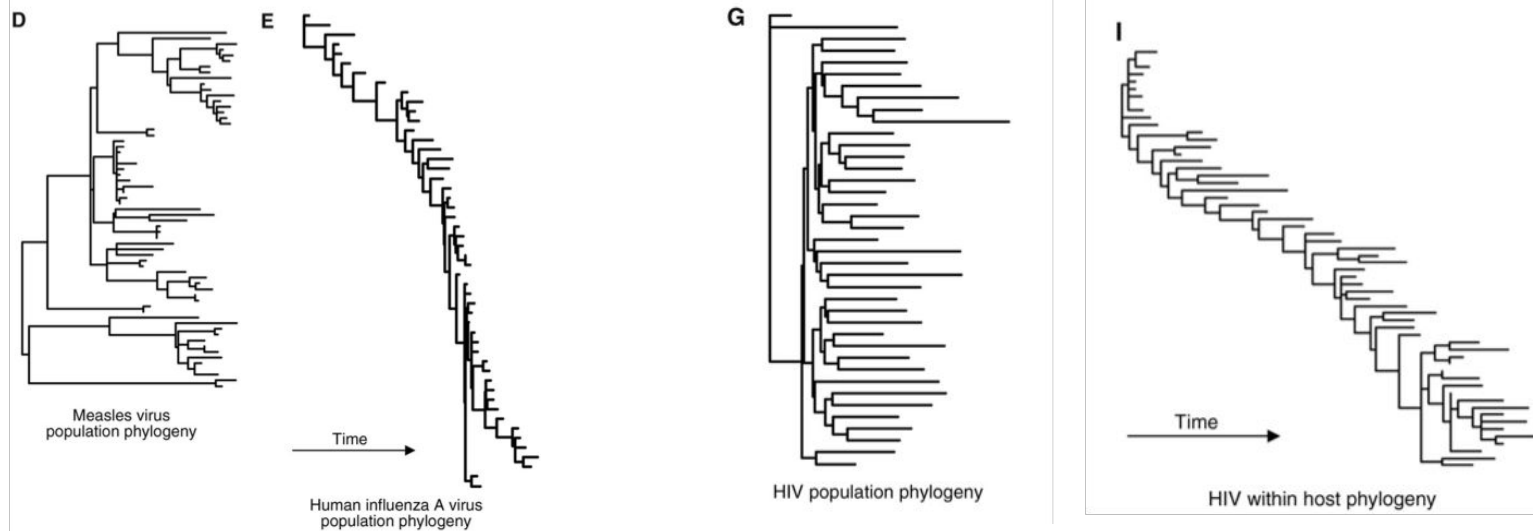 D
Measles virus
population phylogeny
E
Time
Human influenza A virus
population phylogeny
G
HIV population phylogeny
I
Time
HIV within host phylogeny